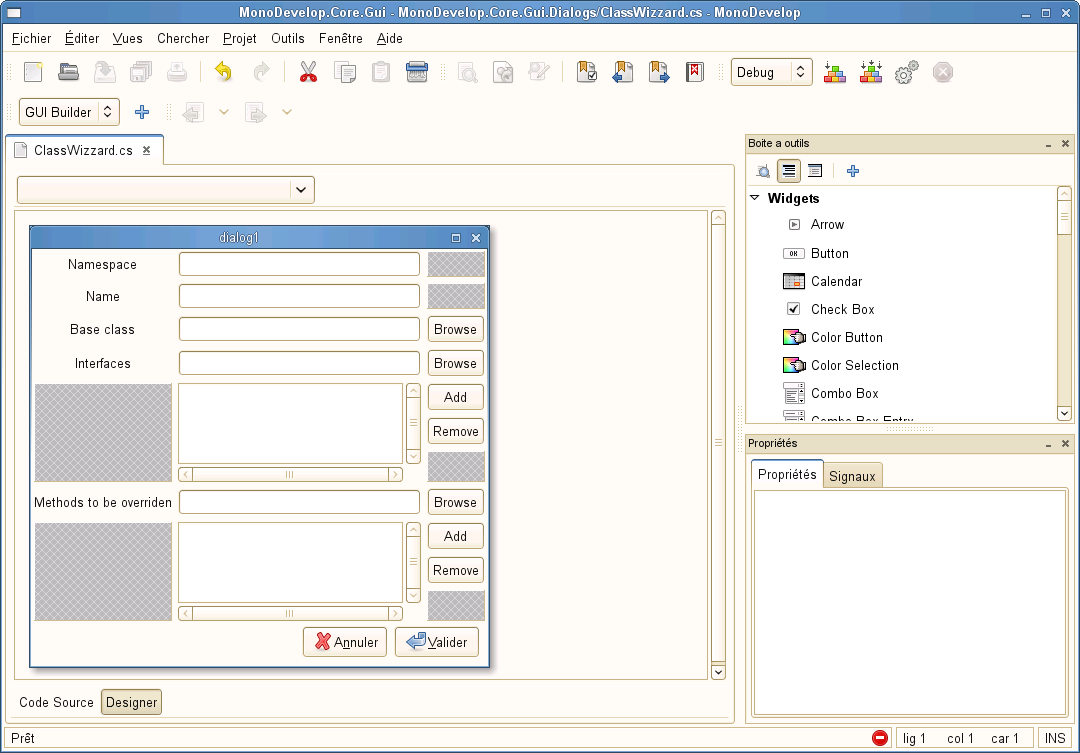 MonoDevelop.Core.Gui - MonoDevelop.Core.Gui.Dialogs/ClassWizzard.cs - MonoDevelop
Fichier Éditer Vues Chercher Projet Outils Fenêtre Aide
Debug
GUI Builder
ClassWizzard.cs
dialog1
Namespace
Name
Base class Browse
Interfaces Browse
Add
Remove
Methods to be overriden Browse
Add
Remove
Annuler Valider
Code Source Designer
Boite a outils
Widgets
Arrow
OK Button
Calendar
Check Box
Color Button
Color Selection
Combo Box
Combo Box Entry
Propriétés
Propriétés Signaux
Prêt lig 1 col 1 car 1 INS